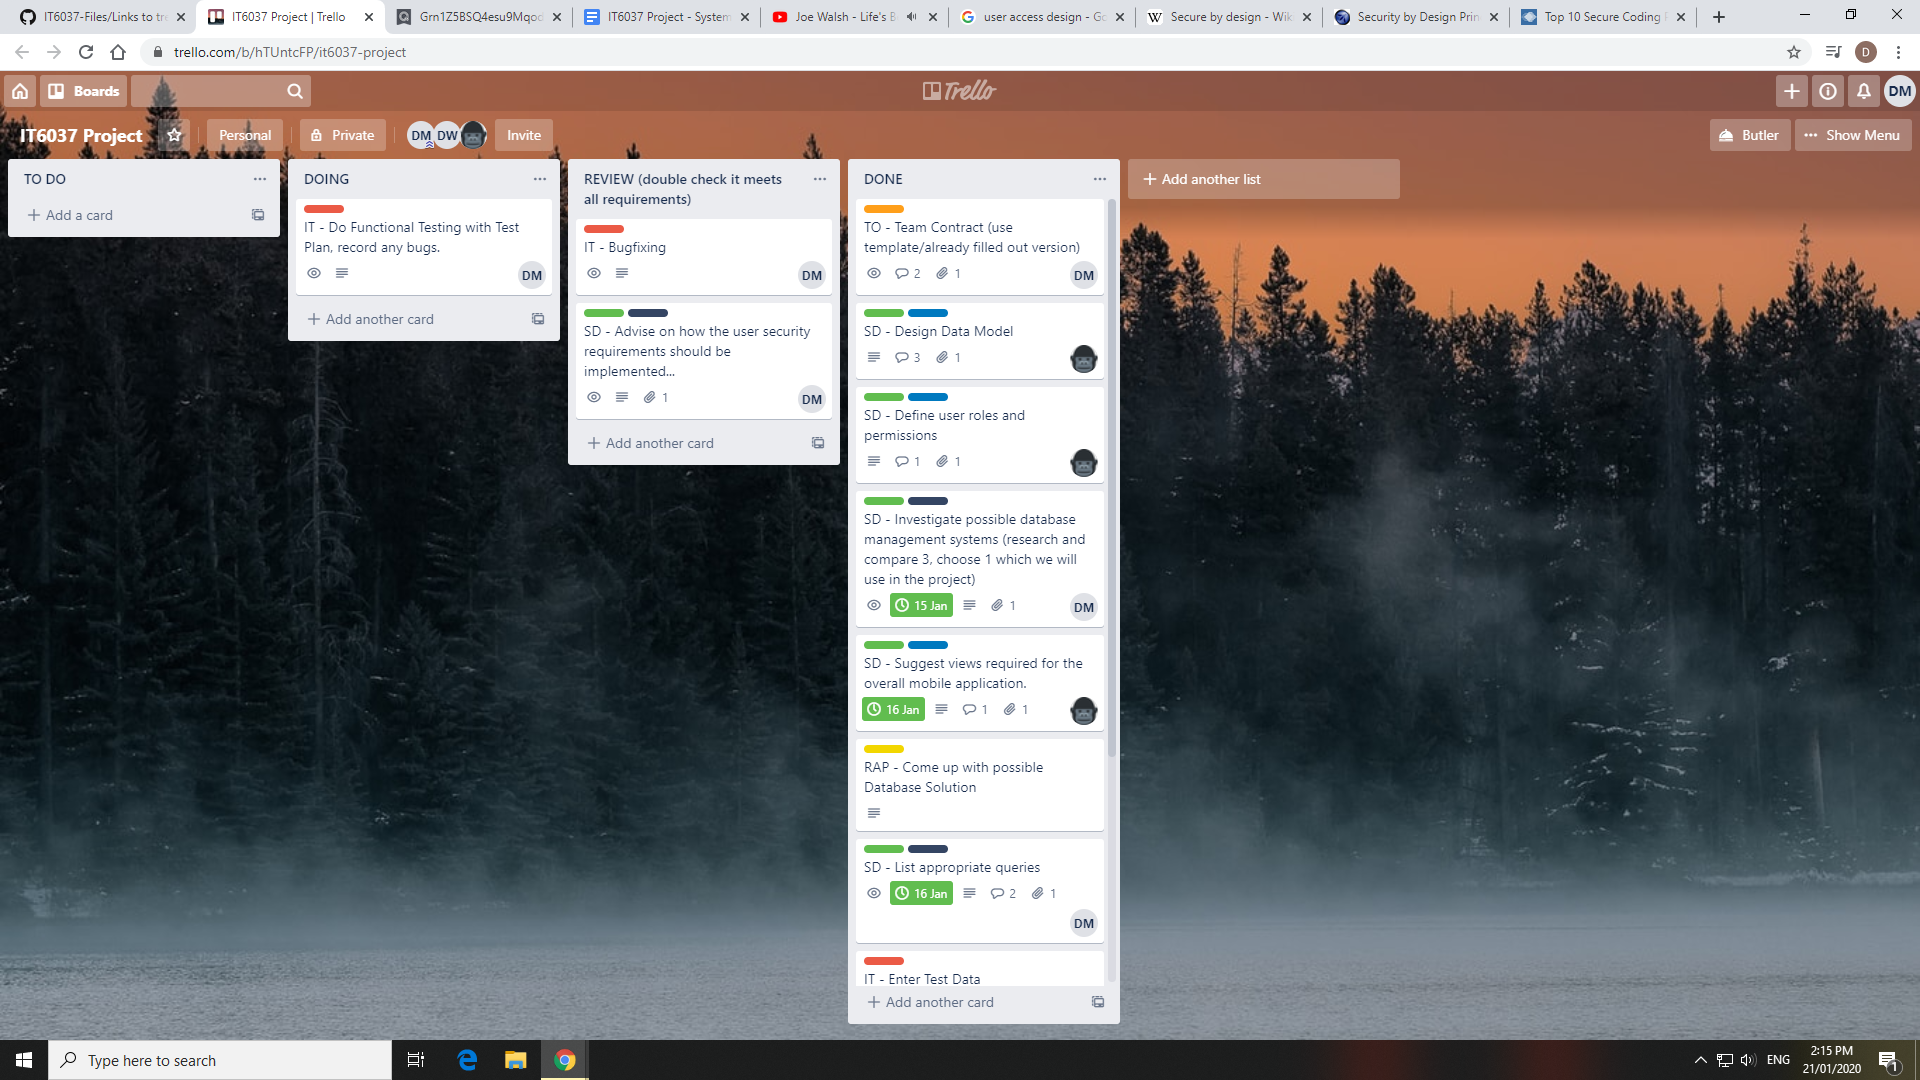 IT6037-Files/Links to tr
IT6037 Project | Trello
Grn1Z5BSQ4esu9Mqod
IT6037 Project - System
Joe Walsh - Life's B
user access design - Go
Secure by design - Wik
Security by Design Prin
Top 10 Secure Coding P
trello.com/b/hTUntcFP/it6037-project
D
Boards
Trello
DM
IT6037 Project
Personal
Private
DM
DW
Invite
Butler
Show Menu
TO DO
Add a card
DOING
IT - Do Functional Testing with Test
Plan, record any bugs.
DM
Add another card
REVIEW (double check it meets
all requirements)
IT - Bugfixing
DM
SD - Advise on how the user security
requirements should be
implemented...
1
DM
Add another card
DONE
TO - Team Contract (use
template/already filled out version)
2 1
DM
SD - Design Data Model
3 1
SD - Define user roles and
permissions
1 1
SD - Investigate possible database
management systems (research and
compare 3, choose 1 which we will
use in the project)
15 Jan 1
DM
SD - Suggest views required for the
overall mobile application.
16 Jan 1 1
RAP - Come up with possible
Database Solution
SD - List appropriate queries
16 Jan 2 1
DM
IT - Enter Test Data
Add another card
Add another list
Type here to search
ENG
2:15 PM
21/01/2020
1